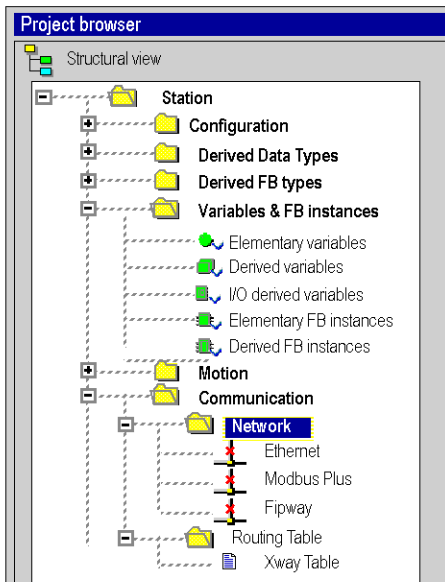 Project browser
Structural view
Station
Configuration
Derived Data Types
Derived FB types
Variables & FB instances
Elementary variables
Derived variables
I/O derived variables
Elementary FB instances
Derived FB instances
Motion
Communication
Network
Ethernet
Modbus Plus
Fipway
Routing Table
Xway Table